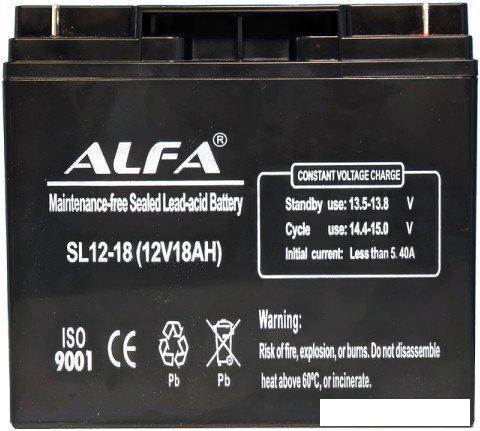 ALFA®
Maintenance-free Sealed Lead-acid Battery
SL12-18 (12V18AH)
CONSTANT VOLTAGE CHARGE
Standby use: 13.5-13.8 V
Cycle use: 14.4-15.0 V
Initial current: Less than 5.40A
ISO
9001
CE
Pb
Pb
Warning:
Risk of fire, explosion, or burns. Do not disassemble
heat above 60ºC, or incinerate.